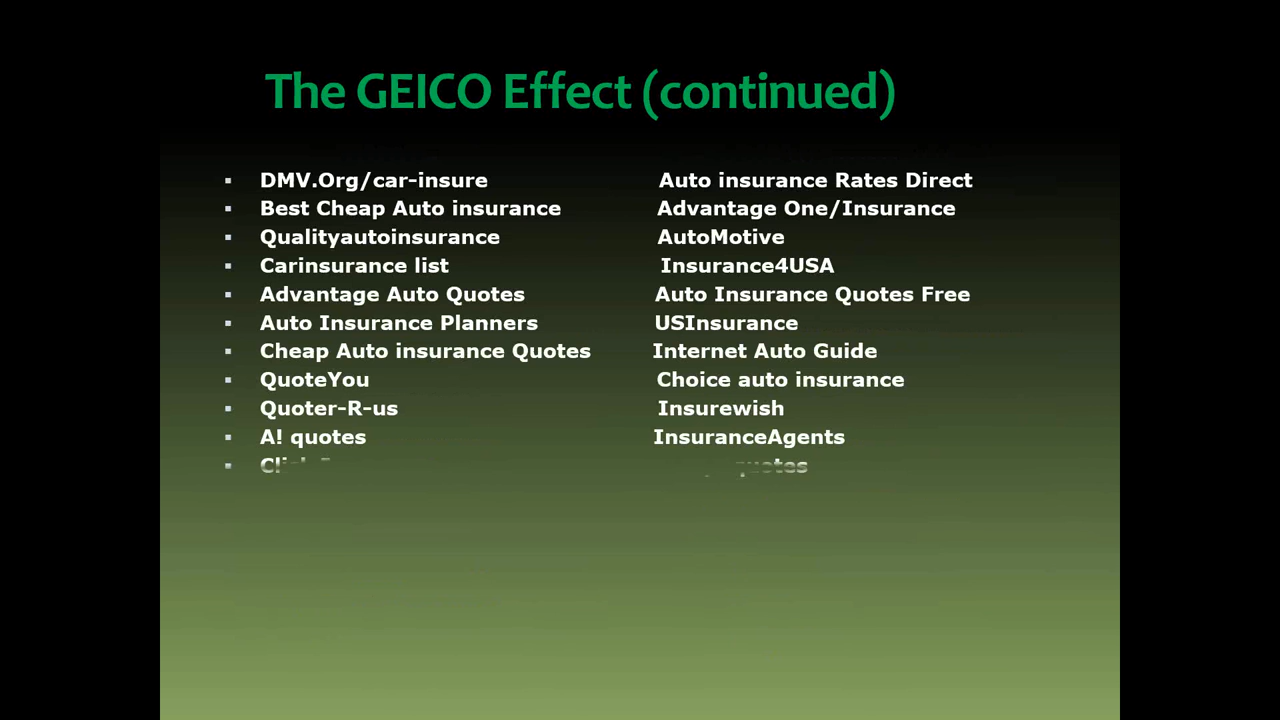 The GEICO Effect (continued)
▪ DMV.Org/car-insure Auto insurance Rates Direct
▪ Best Cheap Auto insurance Advantage One/Insurance
▪ Qualityautoinsurance AutoMotive
▪ Carinsurance list Insurance4USA
▪ Advantage Auto Quotes Auto Insurance Quotes Free
▪ Auto Insurance Planners USInsurance
▪ Cheap Auto insurance Quotes Internet Auto Guide
▪ QuoteYou Choice auto insurance
▪ Quoter-R-us Insurewish
▪ A! quotes InsuranceAgents
▪ quotes